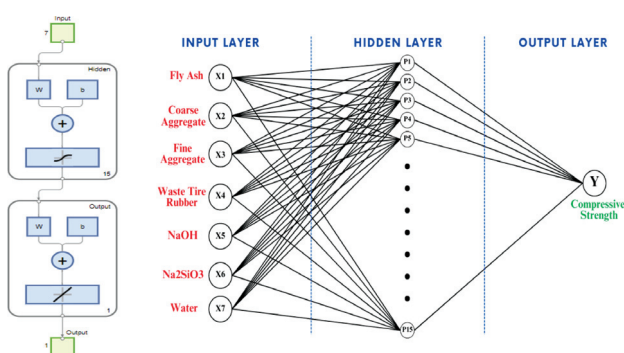 Input
7
Hidden
W
b
+
15
Output
W
b
+
1
Output
1
INPUT LAYER
HIDDEN LAYER
OUTPUT LAYER
Fly Ash
X1
Coarse
Aggregate
X2
Fine
Aggregate
X3
Waste Tire
Rubber
X4
NaOH
X5
Na2SiO3
X6
Water
X7
P1
P2
P3
P4
P5
P15
Y
Compressive
Strength